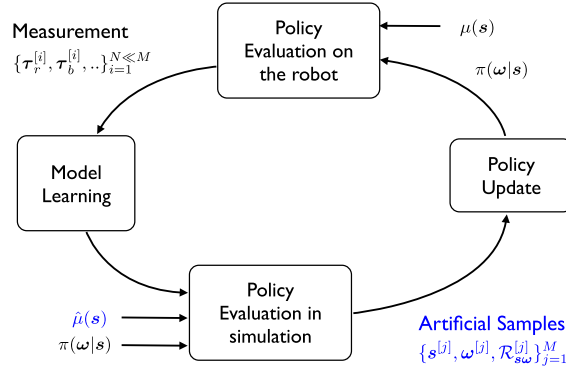 Measurement
{τ_r^{[i]}, τ_b^{[i]}, ..}_{i=1}^{N≪M}
Policy
Evaluation on
the robot
μ(s)
π(ω|s)
Model
Learning
Policy
Update
Policy
Evaluation in
simulation
μ̂(s)
π(ω|s)
Artificial Samples
{s^{[j]}, ω^{[j]}, ℛ_{sω}^{[j]}}_{j=1}^{M}